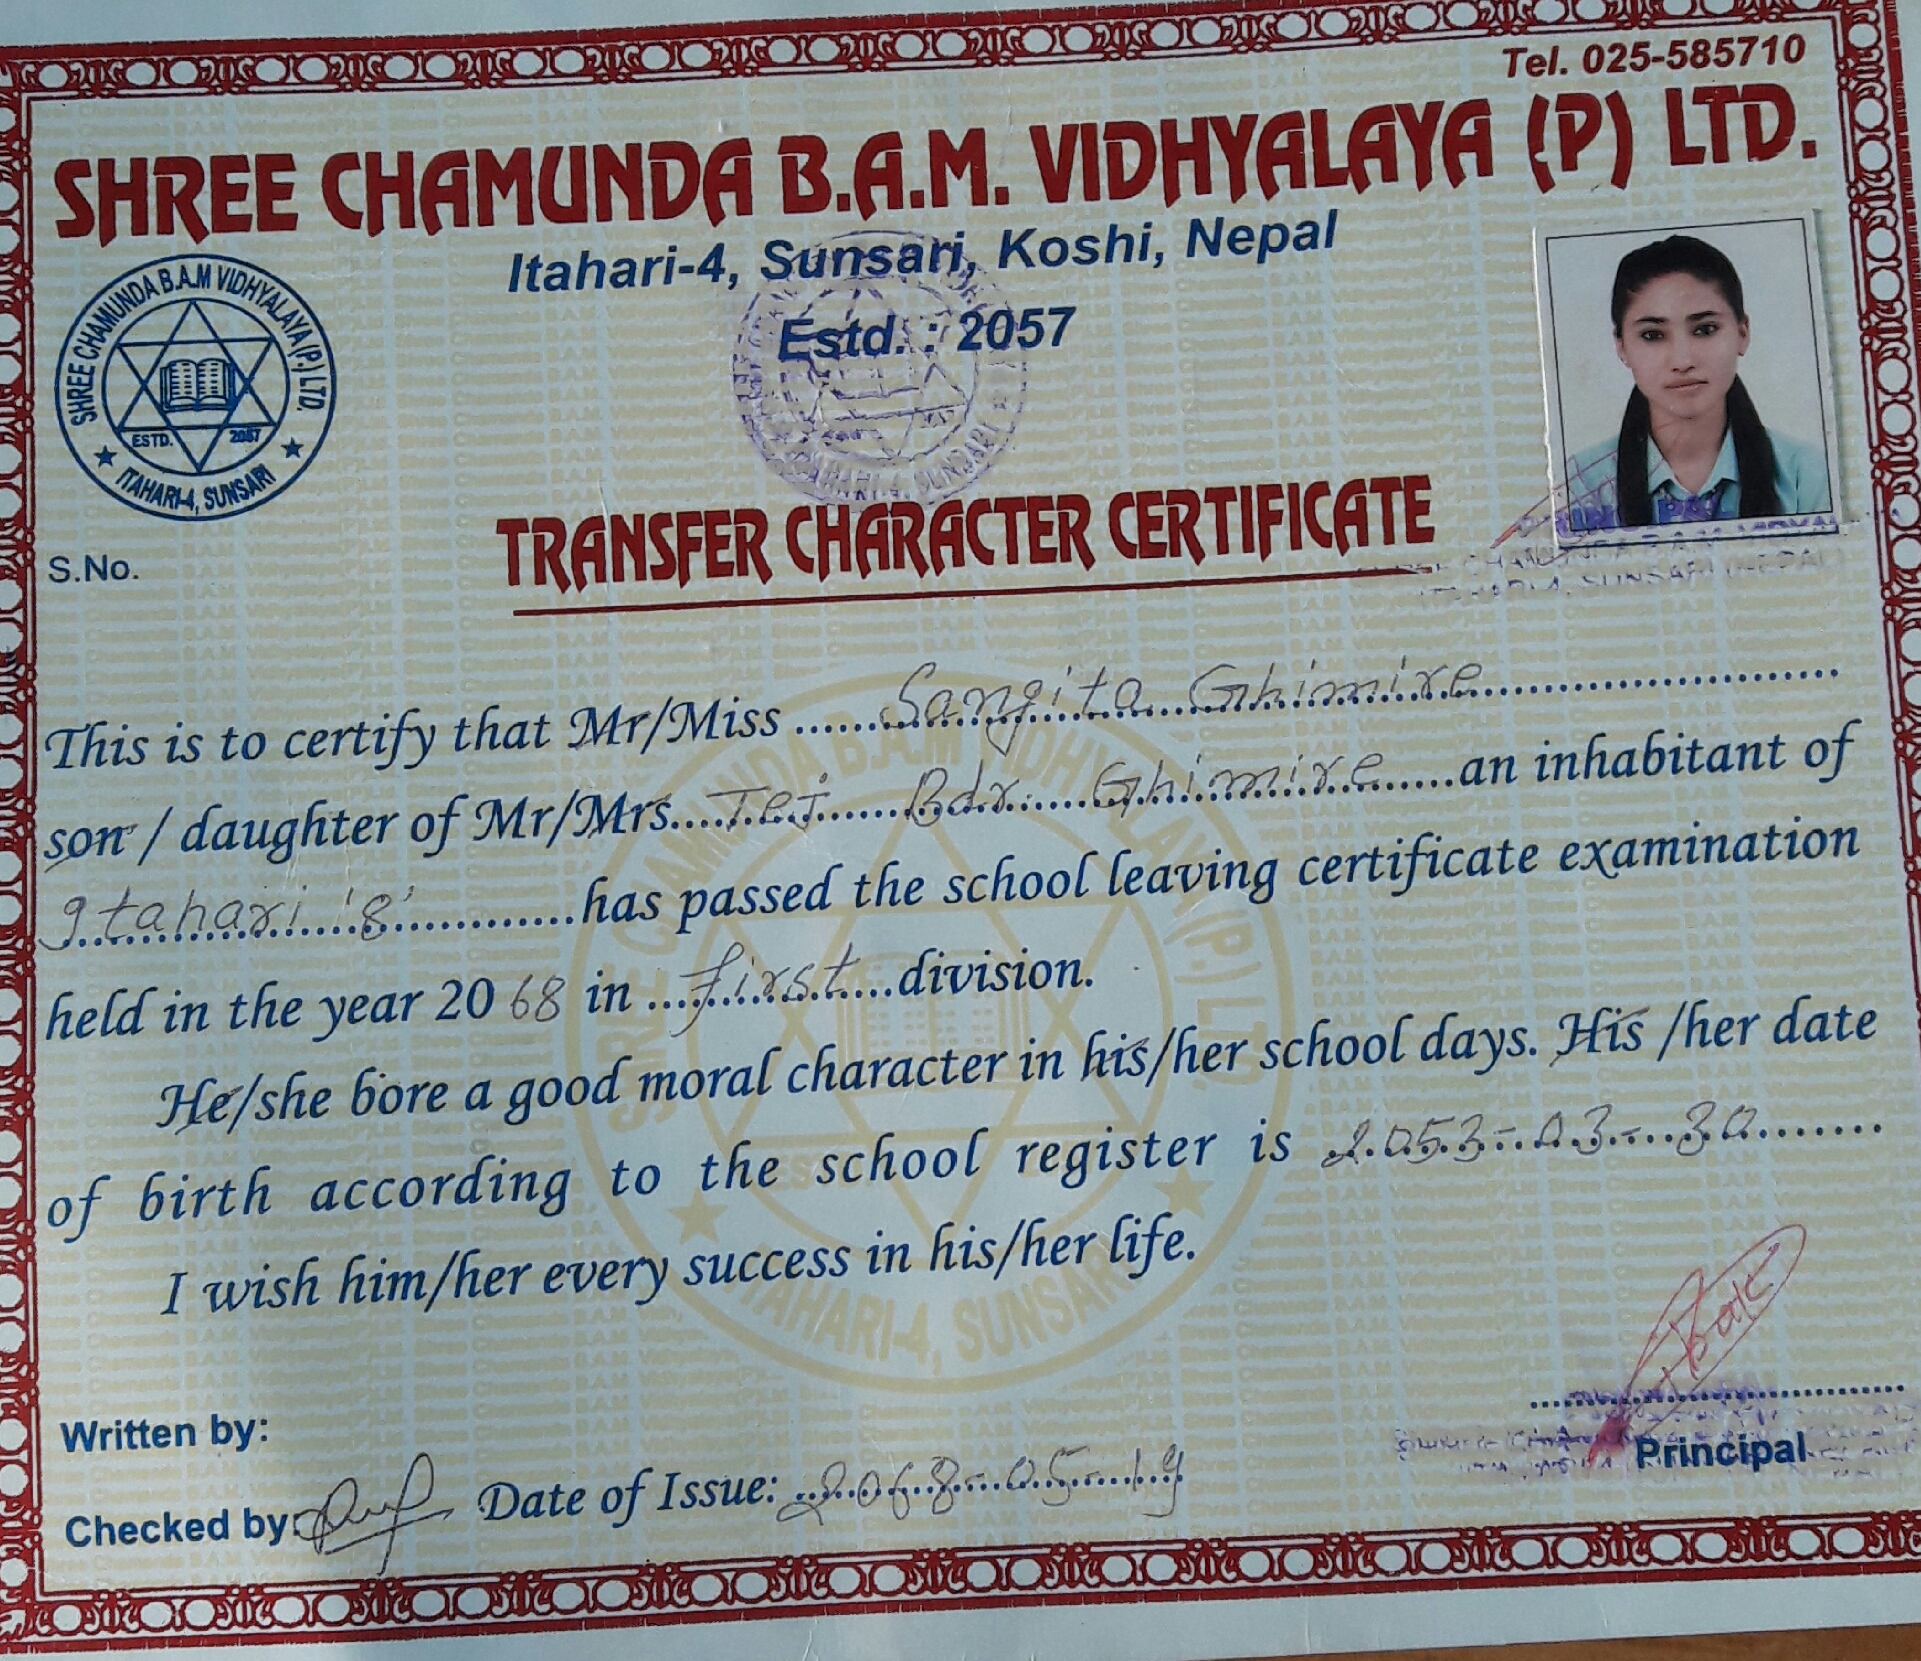 Tel. 025-585710
SHREE CHAMUNDA B.A.M. VIDHYALAYA (P) LTD.
Itahari-4, Sunsari, Koshi, Nepal
Estd. : 2057
SHREE CHAMUNDA B.A.M VIDHYALAYA (P.) LTD.
ESTD. 2057
ITAHARI-4, SUNSARI
TRANSFER CHARACTER CERTIFICATE
S.No.
This is to certify that Mr/Miss ......Sangita Ghimire......
son / daughter of Mr/Mrs....Tej Bdr. Ghimire......an inhabitant of
Itahari '8'............has passed the school leaving certificate examination
held in the year 2068 in ...first...division.
He/she bore a good moral character in his/her school days. His /her date
of birth according to the school register is 2053-03-30.......
I wish him/her every success in his/her life.
Written by:
Checked by: Date of Issue: 2068-05-19
Principal